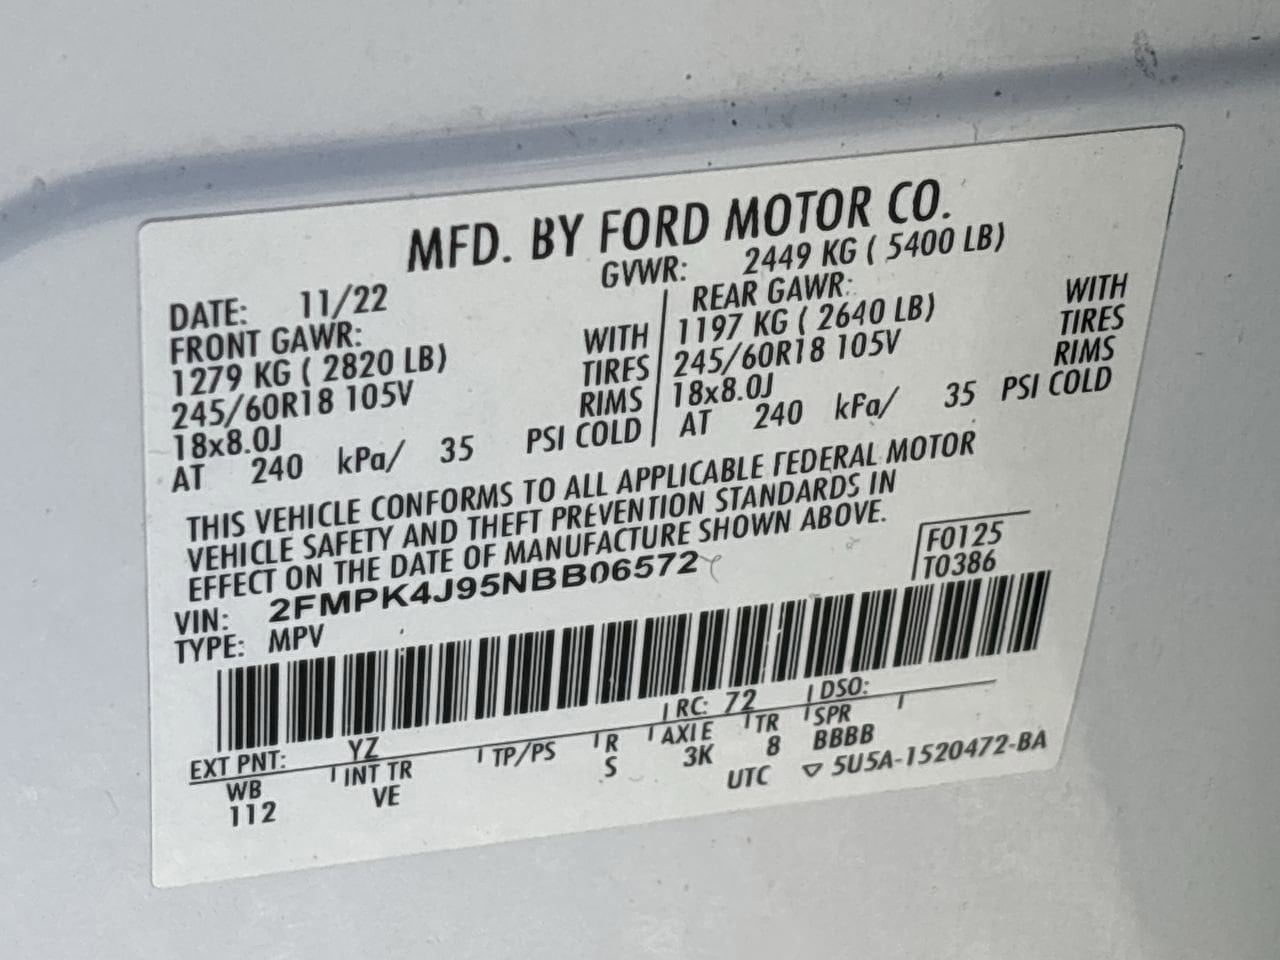 MFD. BY FORD MOTOR CO.
DATE: 11/22 GVWR: 2449 KG ( 5400 LB)
FRONT GAWR: REAR GAWR:
1279 KG ( 2820 LB) WITH 1197 KG ( 2640 LB) WITH
245/60R18 105V TIRES 245/60R18 105V TIRES
18x8.0J RIMS 18x8.0J RIMS
AT 240 kPa/ 35 PSI COLD AT 240 kPa/ 35 PSI COLD
THIS VEHICLE CONFORMS TO ALL APPLICABLE FEDERAL MOTOR
VEHICLE SAFETY AND THEFT PREVENTION STANDARDS IN
EFFECT ON THE DATE OF MANUFACTURE SHOWN ABOVE.
VIN: 2FMPK4J95NBB06572 F0125
TYPE: MPV T0386
EXT PNT: YZ RC: 72 DSO:
WB INT TR TP/PS R AXLE TR SPR
112 VE S 3K 8 BBBB
UTC ▽ 5U5A-1520472-BA